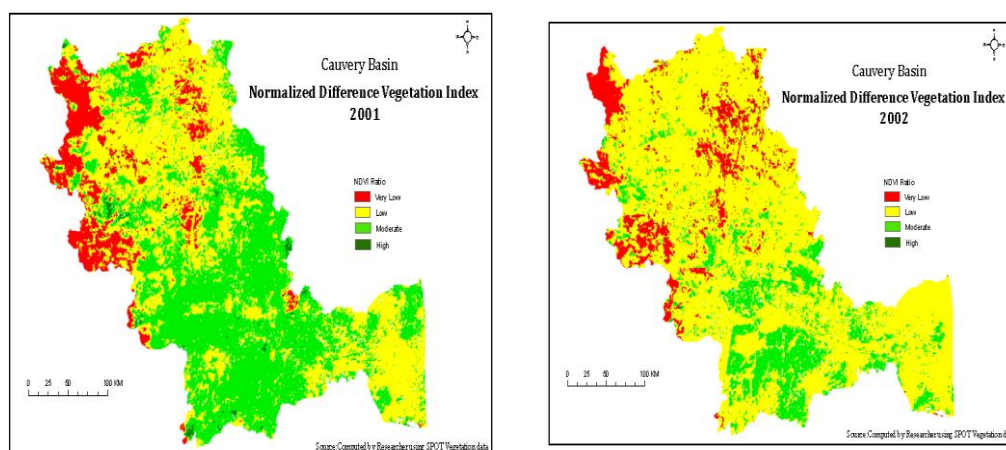 N
W E
S
Cauvery Basin
Normalized Difference Vegetation Index
2001
NDVI Ratio
Very Low
Low
Moderate
High
0 25 50 100 KM
Source:Computed by Researcher using SPOT Vegetation data
N
W E
S
Cauvery Basin
Normalized Difference Vegetation Index
2002
NDVI Ratio
Very Low
Low
Moderate
High
0 25 50 100 KM
Source:Computed by Researcher using SPOT Vegetation d